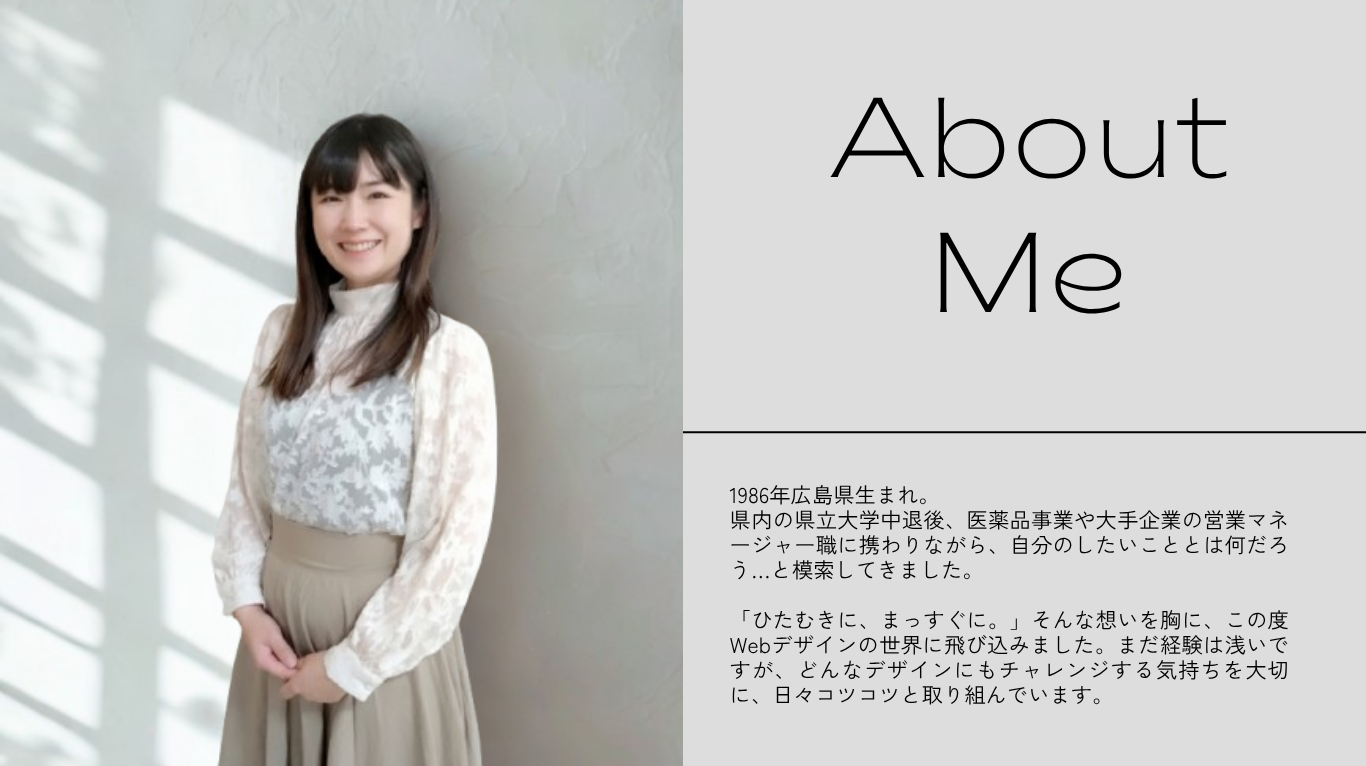 About
Me
1986年広島県生まれ。
県内の県立大学中退後、医薬品事業や大手企業の営業マネ
ージャー職に携わりながら、自分のしたいこととは何だろ
う…と模索してきました。
「ひたむきに、まっすぐに。」そんな想いを胸に、この度
Webデザインの世界に飛び込みました。まだ経験は浅いで
すが、どんなデザインにもチャレンジする気持ちを大切
に、日々コツコツと取り組んでいます。